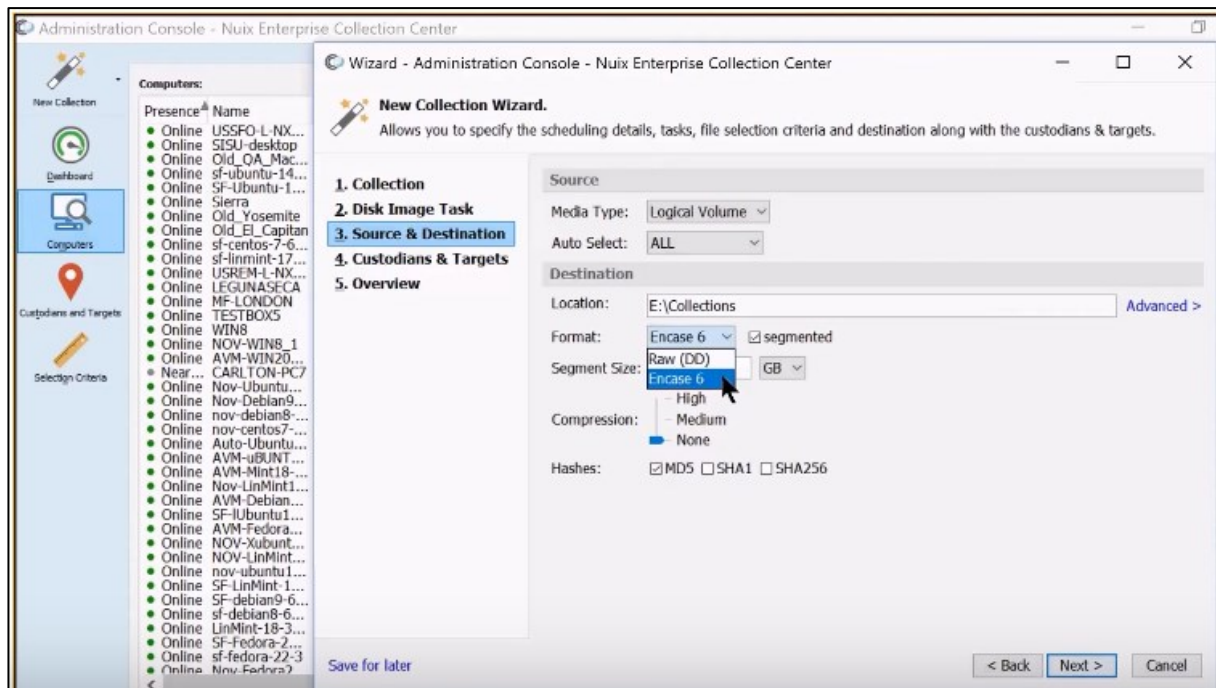 Administration Console - Nuix Enterprise Collection Center
New Collection
Dashboard
Computers
Custodians and Targets
Selection Criteria
Computers:
Presence Name
Online USSFO-L-NX...
Online SISU-desktop
Online Old_QA_Mac...
Online sf-ubuntu-14...
Online SF-Ubuntu-1...
Online Sierra
Online Old_Yosemite
Online Old_El_Capitan
Online sf-centos-7-6...
Online sf-linmint-17...
Online USREM-L-NX...
Online LEGUNASECA
Online MF-LONDON
Online TESTBOX5
Online WIN8
Online NOV-WIN8_1
Online AVM-WIN20...
Near... CARLTON-PC7
Online Nov-Ubuntu...
Online Nov-Debian9...
Online nov-debian8-...
Online nov-centos7-...
Online Auto-Ubuntu...
Online AVM-uBUNT...
Online AVM-Mint18-...
Online Nov-LinMint1...
Online AVM-Debian...
Online SF-lUbuntu1...
Online AVM-Fedora...
Online NOV-Xubunt...
Online NOV-LinMint...
Online nov-ubuntu1...
Online SF-LinMint-1...
Online SF-debian9-6...
Online sf-debian8-6...
Online LinMint-18-3...
Online SF-Fedora-2...
Online sf-fedora-22-3
Online Nov-Fedora2
Wizard - Administration Console - Nuix Enterprise Collection Center
New Collection Wizard.
Allows you to specify the scheduling details, tasks, file selection criteria and destination along with the custodians & targets.
1. Collection
2. Disk Image Task
3. Source & Destination
4. Custodians & Targets
5. Overview
Source
Media Type: Logical Volume
Auto Select: ALL
Destination
Location: E:\Collections Advanced >
Format: Encase 6 segmented
Raw (DD)
Encase 6
Segment Size: GB
Compression:
High
Medium
None
Hashes: MD5 SHA1 SHA256
Save for later
< Back Next > Cancel